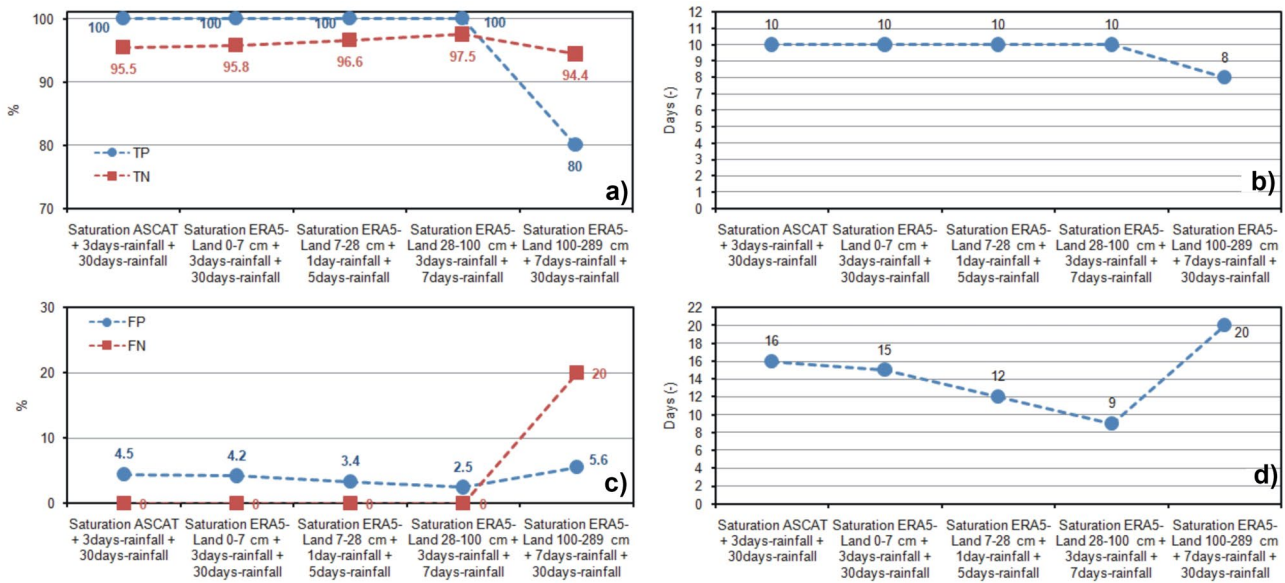 100
90
80
70
%
100
100
100
100
95.5
95.8
96.6
97.5
94.4
80
TP
TN
a)
Saturation ASCAT
+ 3days-rainfall +
30days-rainfall
Saturation ERA5-
Land 0-7 cm +
3days-rainfall +
30days-rainfall
Saturation ERA5-
Land 7-28 cm +
1day-rainfall +
5days-rainfall
Saturation ERA5-
Land 28-100 cm +
3days-rainfall +
7days-rainfall
Saturation ERA5-
Land 100-289 cm
+ 7days-rainfall +
30days-rainfall
12
11
10
9
8
7
6
5
4
3
2
1
0
Days (-)
10
10
10
10
8
b)
Saturation ASCAT
+ 3days-rainfall +
30days-rainfall
Saturation ERA5-
Land 0-7 cm +
3days-rainfall +
30days-rainfall
Saturation ERA5-
Land 7-28 cm +
1day-rainfall +
5days-rainfall
Saturation ERA5-
Land 28-100 cm +
3days-rainfall +
7days-rainfall
Saturation ERA5-
Land 100-289 cm
+ 7days-rainfall +
30days-rainfall
30
20
10
0
%
FP
FN
4.5
4.2
3.4
2.5
5.6
0
0
0
0
20
c)
Saturation ASCAT
+ 3days-rainfall +
30days-rainfall
Saturation ERA5-
Land 0-7 cm +
3days-rainfall +
30days-rainfall
Saturation ERA5-
Land 7-28 cm +
1day-rainfall +
5days-rainfall
Saturation ERA5-
Land 28-100 cm +
3days-rainfall +
7days-rainfall
Saturation ERA5-
Land 100-289 cm
+ 7days-rainfall +
30days-rainfall
22
20
18
16
14
12
10
8
6
4
2
0
Days (-)
16
15
12
9
20
d)
Saturation ASCAT
+ 3days-rainfall +
30days-rainfall
Saturation ERA5-
Land 0-7 cm +
3days-rainfall +
30days-rainfall
Saturation ERA5-
Land 7-28 cm +
1day-rainfall +
5days-rainfall
Saturation ERA5-
Land 28-100 cm +
3days-rainfall +
7days-rainfall
Saturation ERA5-
Land 100-289 cm
+ 7days-rainfall +
30days-rainfall